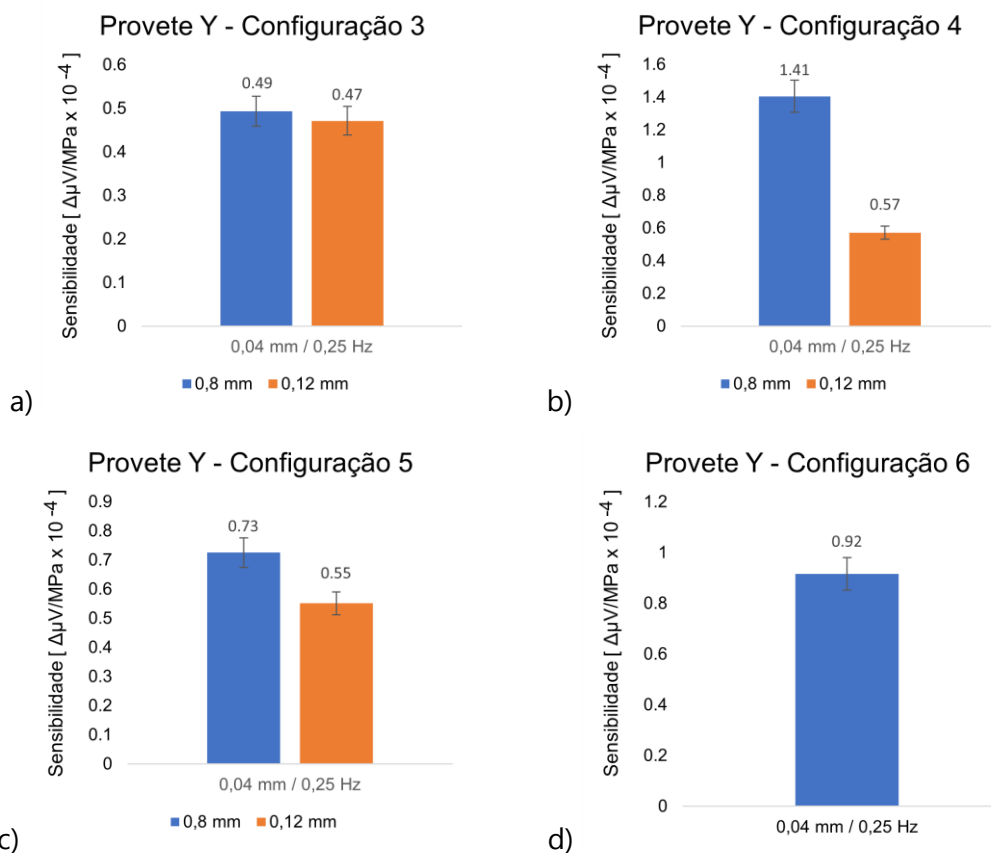 Provete Y - Configuração 3
Sensibilidade [ ΔµV/MPa x 10 -4 ]
0.6
0.5
0.4
0.3
0.2
0.1
0
0.49
0.47
0,04 mm / 0,25 Hz
0,8 mm 0,12 mm
a)
Provete Y - Configuração 4
Sensibilidade [ ΔµV/MPa x 10 -4 ]
1.6
1.4
1.2
1
0.8
0.6
0.4
0.2
0
1.41
0.57
0,04 mm / 0,25 Hz
0,8 mm 0,12 mm
b)
Provete Y - Configuração 5
Sensibilidade [ ΔµV/MPa x 10 -4 ]
0.9
0.8
0.7
0.6
0.5
0.4
0.3
0.2
0.1
0
0.73
0.55
0,04 mm / 0,25 Hz
0,8 mm 0,12 mm
c)
Provete Y - Configuração 6
Sensibilidade [ ΔµV/MPa x 10 -4 ]
1.2
1
0.8
0.6
0.4
0.2
0
0.92
0,04 mm / 0,25 Hz
d)